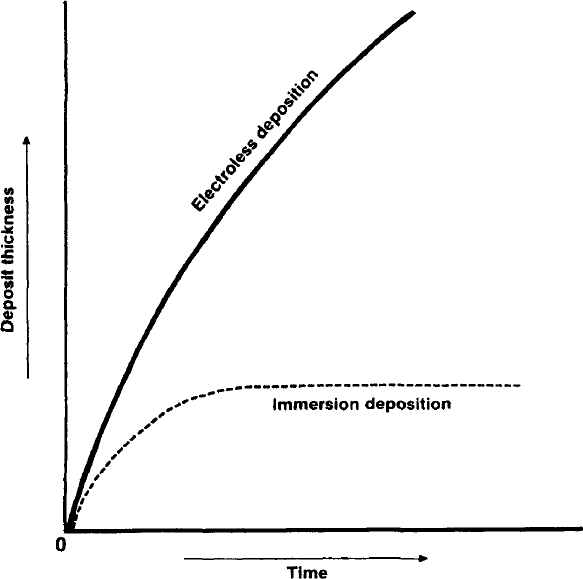 Electroless deposition
Deposit thickness
Immersion deposition
0
Time